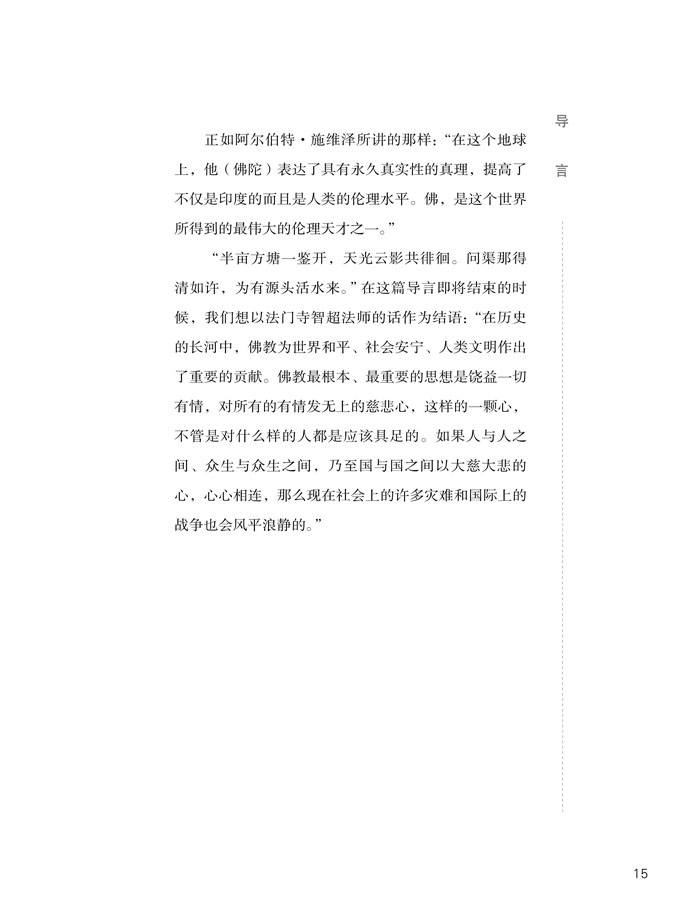 导言
正如阿尔伯特·施维泽所讲的那样：“在这个地球
上，他（佛陀）表达了具有永久真实性的真理，提高了
不仅是印度的而且是人类的伦理水平。佛，是这个世界
所得到的最伟大的伦理天才之一。”
“半亩方塘一鉴开，天光云影共徘徊。问渠那得
清如许，为有源头活水来。”在这篇导言即将结束的时
候，我们想以法门寺智超法师的话作为结语：“在历史
的长河中，佛教为世界和平、社会安宁、人类文明作出
了重要的贡献。佛教最根本、最重要的思想是饶益一切
有情，对所有的有情发无上的慈悲心，这样的一颗心，
不管是对什么样的人都是应该具足的。如果人与人之
间、众生与众生之间，乃至国与国之间以大慈大悲的
心，心心相连，那么现在社会上的许多灾难和国际上的
战争也会风平浪静的。”
15